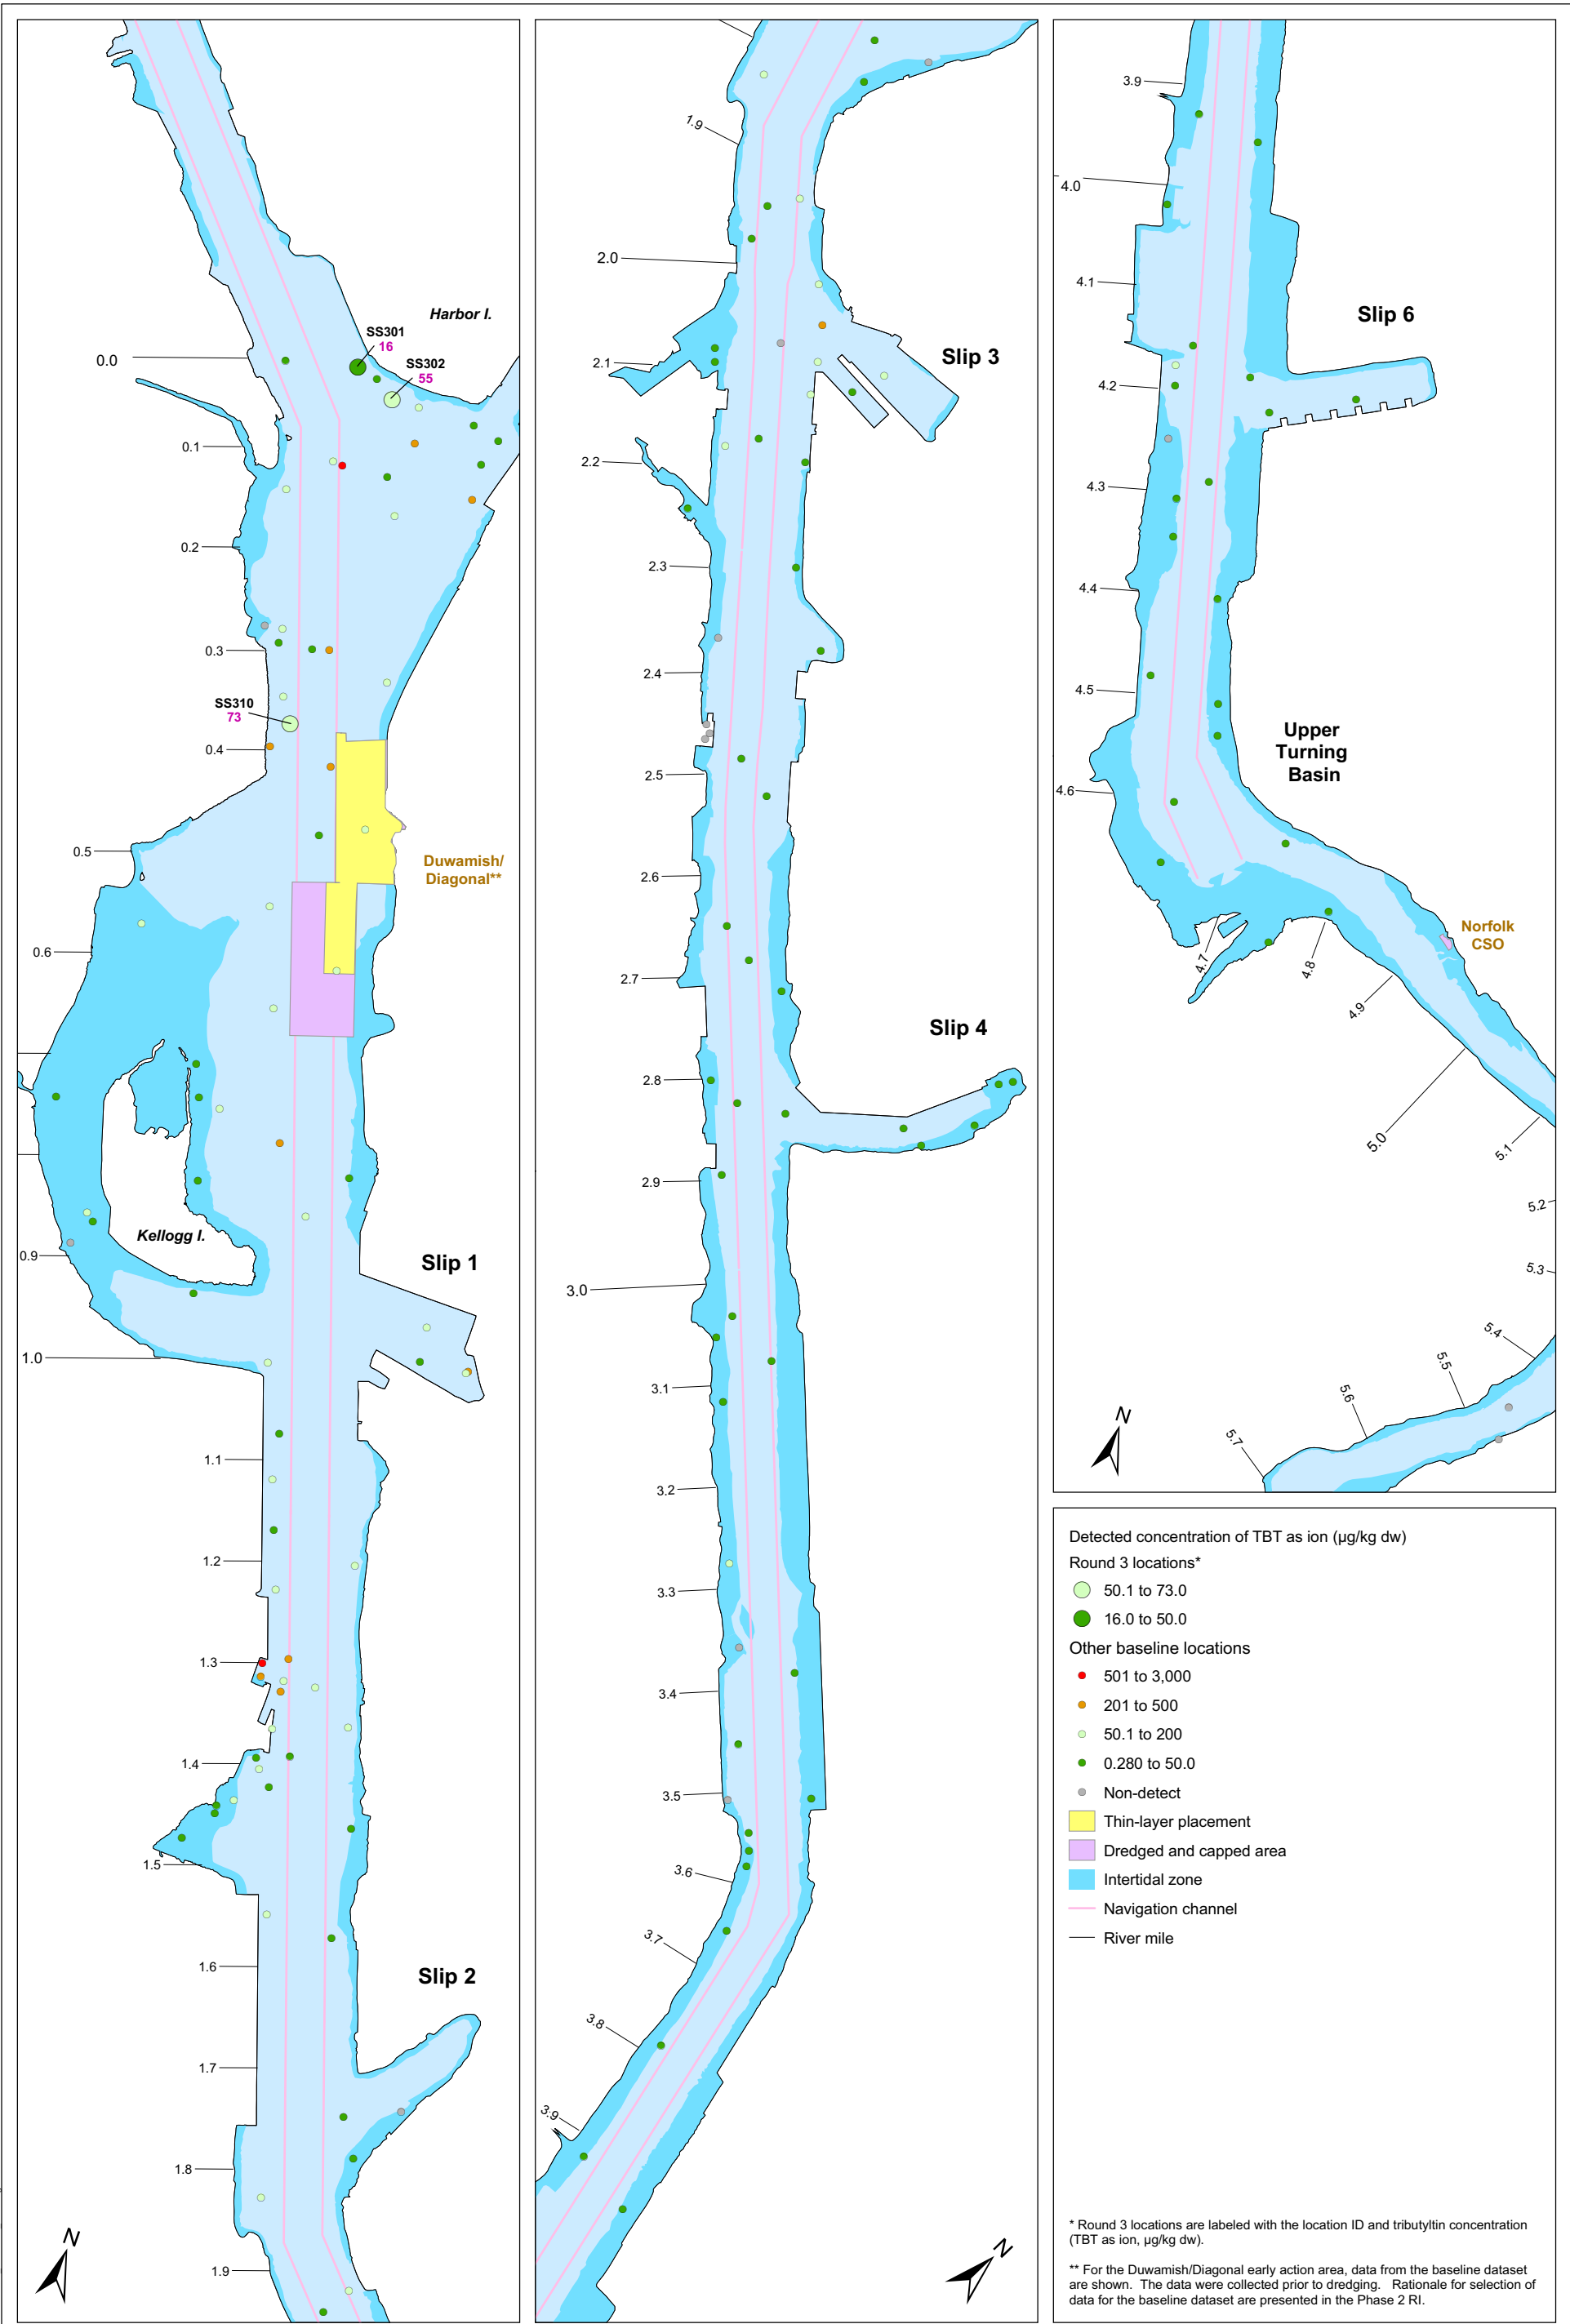 Harbor I.
SS301
16
SS302
55
0.0
0.1
0.2
0.3
SS310
73
0.4
0.5
Duwamish/
Diagonal**
0.6
Kellogg I.
0.9
Slip 1
1.0
1.1
1.2
1.3
1.4
1.5
1.6
Slip 2
1.7
1.8
1.9
N
1.9
2.0
Slip 3
2.1
2.2
2.3
2.4
2.5
2.6
2.7
Slip 4
2.8
2.9
3.0
3.1
3.2
3.3
3.4
3.5
3.6
3.7
3.8
3.9
N
3.9
4.0
4.1
Slip 6
4.2
4.3
4.4
4.5
Upper
Turning
Basin
4.6
Norfolk
CSO
4.7
4.8
4.9
5.0
5.1
5.2
5.3
5.4
5.5
5.6
5.7
N
Detected concentration of TBT as ion (µg/kg dw)
Round 3 locations*
50.1 to 73.0
16.0 to 50.0
Other baseline locations
501 to 3,000
201 to 500
50.1 to 200
0.280 to 50.0
Non-detect
Thin-layer placement
Dredged and capped area
Intertidal zone
Navigation channel
River mile
* Round 3 locations are labeled with the location ID and tributyltin concentration
(TBT as ion, µg/kg dw).
** For the Duwamish/Diagonal early action area, data from the baseline dataset
are shown. The data were collected prior to dredging. Rationale for selection of
data for the baseline dataset are presented in the Phase 2 RI.